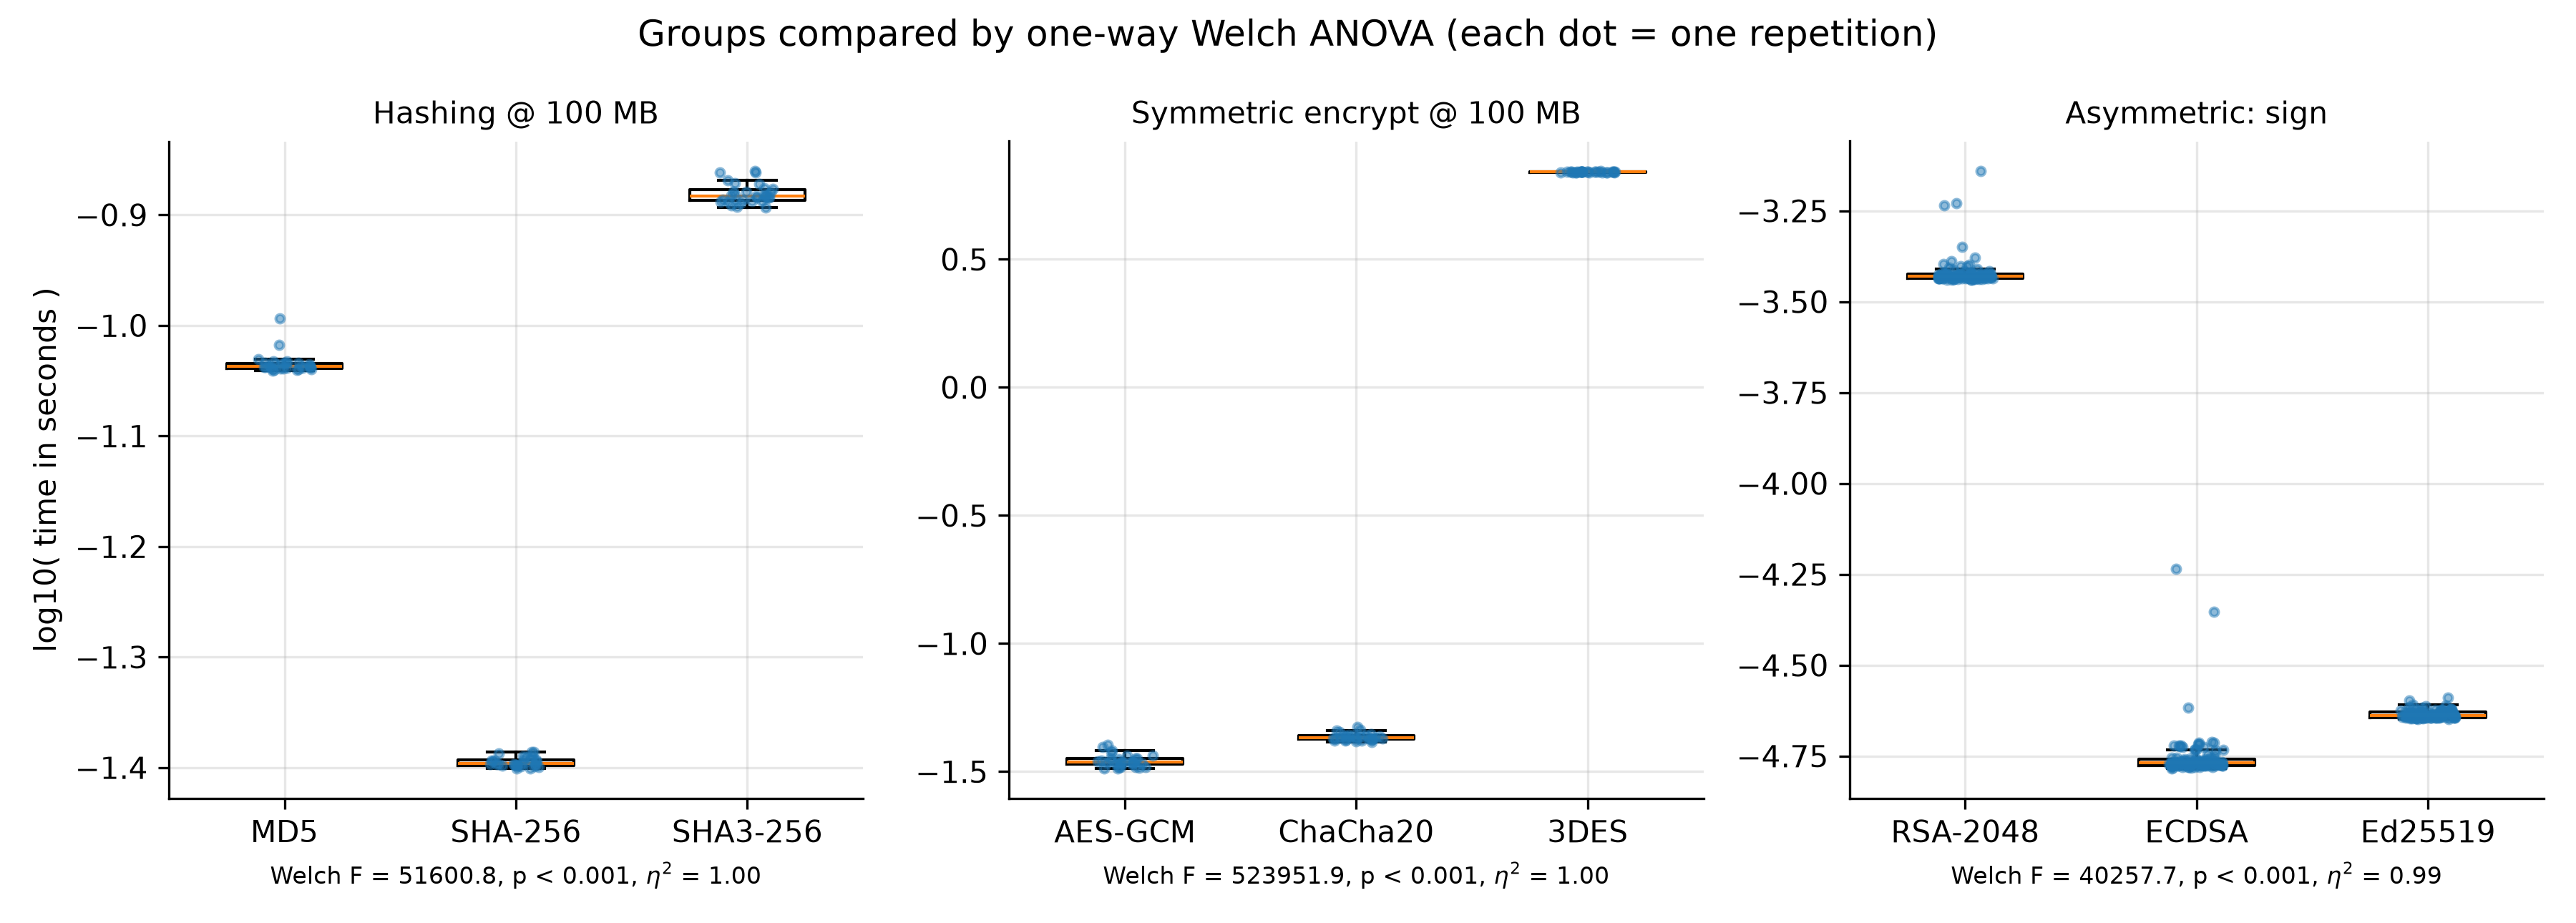 Groups compared by one-way Welch ANOVA (each dot = one repetition)
Hashing @ 100 MB
log10( time in seconds )
−0.9
−1.0
−1.1
−1.2
−1.3
−1.4
MD5 SHA-256 SHA3-256
Welch F = 51600.8, p < 0.001, η² = 1.00
Symmetric encrypt @ 100 MB
0.5
0.0
−0.5
−1.0
−1.5
AES-GCM ChaCha20 3DES
Welch F = 523951.9, p < 0.001, η² = 1.00
Asymmetric: sign
−3.25
−3.50
−3.75
−4.00
−4.25
−4.50
−4.75
RSA-2048 ECDSA Ed25519
Welch F = 40257.7, p < 0.001, η² = 0.99